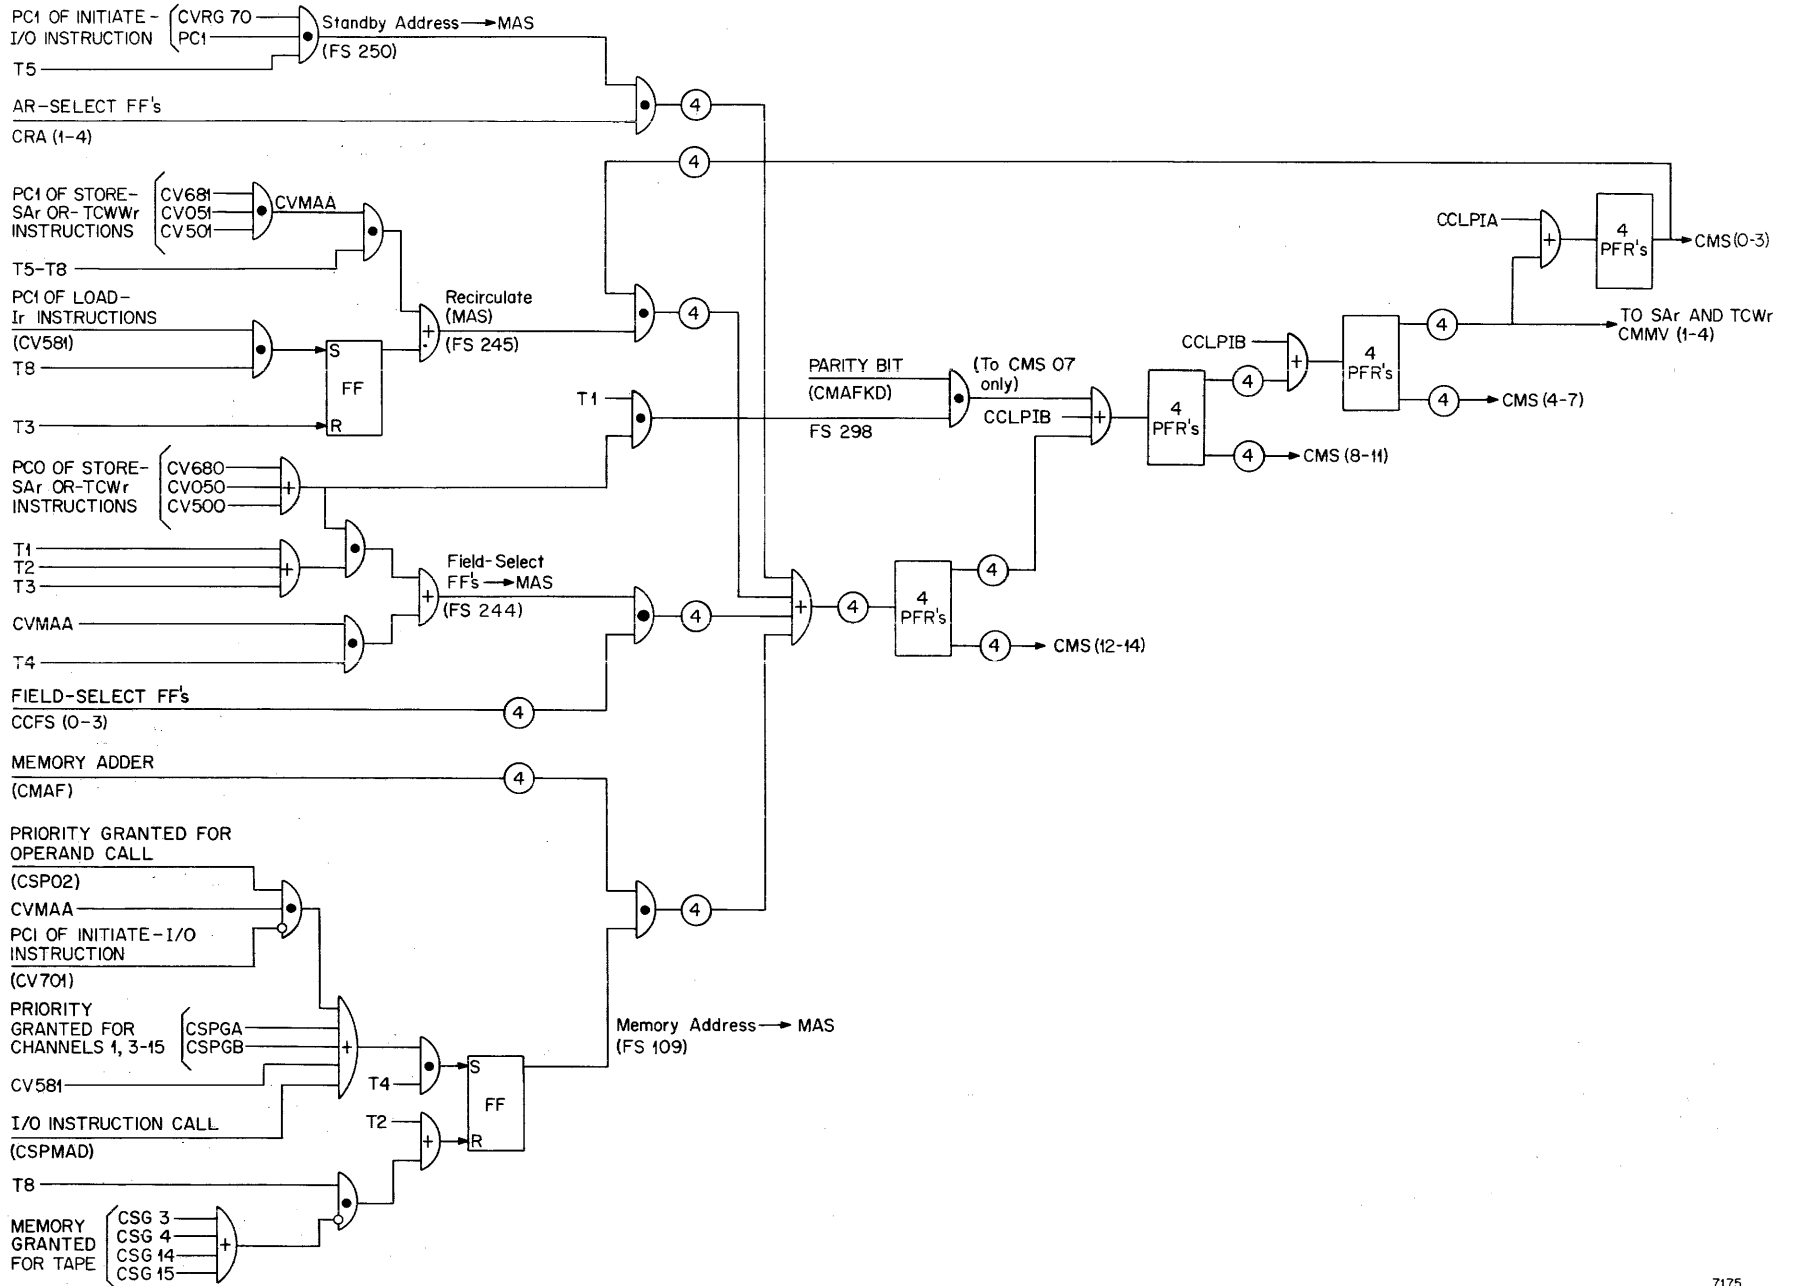 PC1 OF INITIATE-
I/O INSTRUCTION
CVRG 70
PC1
Standby Address → MAS
(FS 250)
T5
AR-SELECT FF's
CRA (1-4)
4
4
PC1 OF STORE-
SAr OR-TCWWr
INSTRUCTIONS
CV681
CV051
CV501
CVMAA
T5-T8
PC1 OF LOAD-
Ir INSTRUCTIONS
(CV581)
T8
S
FF
R
T3
+
Recirculate
(MAS)
(FS 245)
4
CCLPIA
+
4
PFR's
CMS (0-3)
4
TO SAr AND TCWr
CMMV (1-4)
CCLPIB
+
4
PFR's
4
CMS (4-7)
PARITY BIT
(CMAFKD)
(To CMS 07
only)
CCLPIB
+
4
PFR's
4
4
CMS (8-11)
T1
FS 298
PC0 OF STORE-
SAr OR-TCWr
INSTRUCTIONS
CV680
CV050
CV500
+
T1
T2
T3
+
CVMAA
T4
+
Field-Select
FF's → MAS
(FS 244)
4
+
4
4
PFR's
4
4
CMS (12-14)
FIELD-SELECT FF's
CCFS (0-3)
4
MEMORY ADDER
(CMAF)
4
PRIORITY GRANTED FOR
OPERAND CALL
(CSP02)
CVMAA
PC1 OF INITIATE-I/O
INSTRUCTION
(CV701)
4
PRIORITY
GRANTED FOR
CHANNELS 1, 3-15
CSPGA
CSPGB
+
CV581
I/O INSTRUCTION CALL
(CSPMAD)
T4
T2
+
S
FF
R
Memory Address → MAS
(FS 109)
T8
MEMORY
GRANTED
FOR TAPE
CSG 3
CSG 4
CSG 14
CSG 15
+
7175